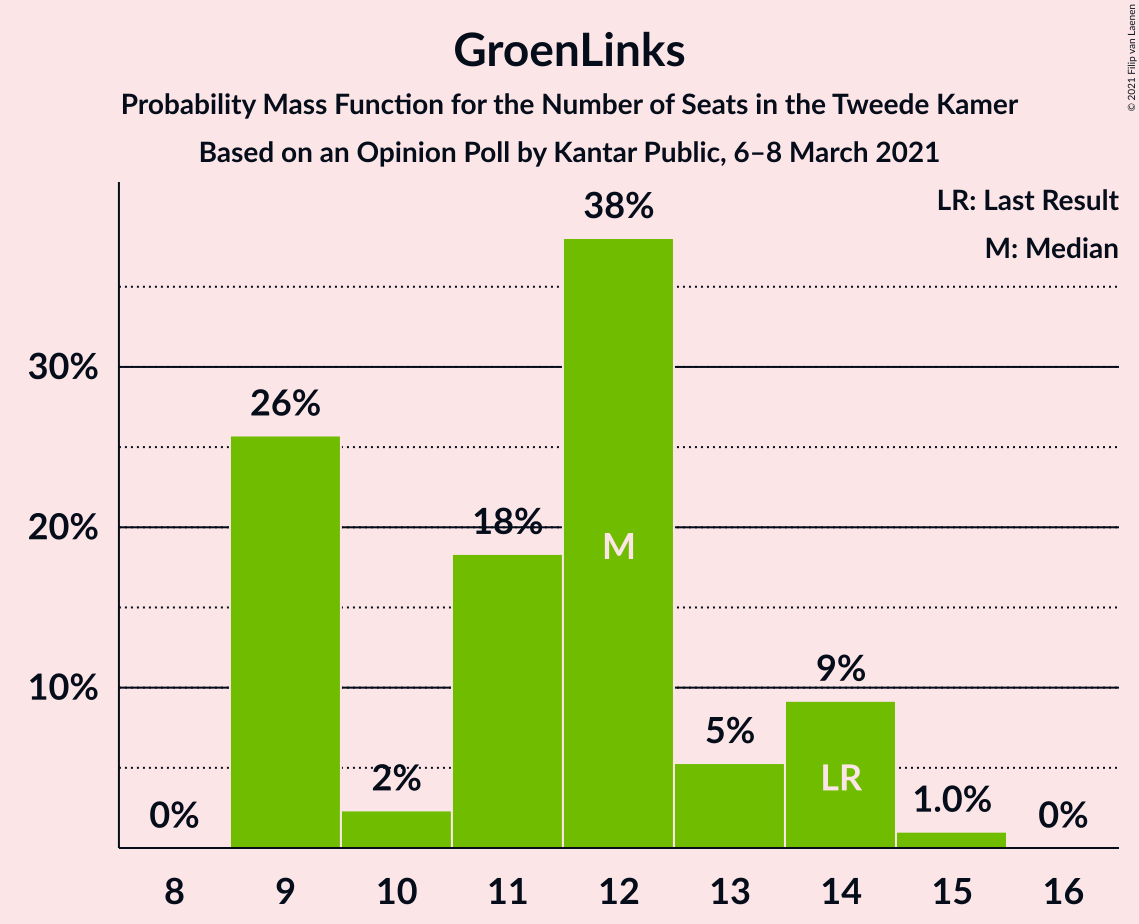 GroenLinks
Probability Mass Function for the Number of Seats in the Tweede Kamer
Based on an Opinion Poll by Kantar Public, 6–8 March 2021
© 2021 Filip van Laenen
LR: Last Result
M: Median
38%
30%
26%
20%
18%
M
10%
9%
5%
LR
2%
1.0%
0%
0%
8 9 10 11 12 13 14 15 16